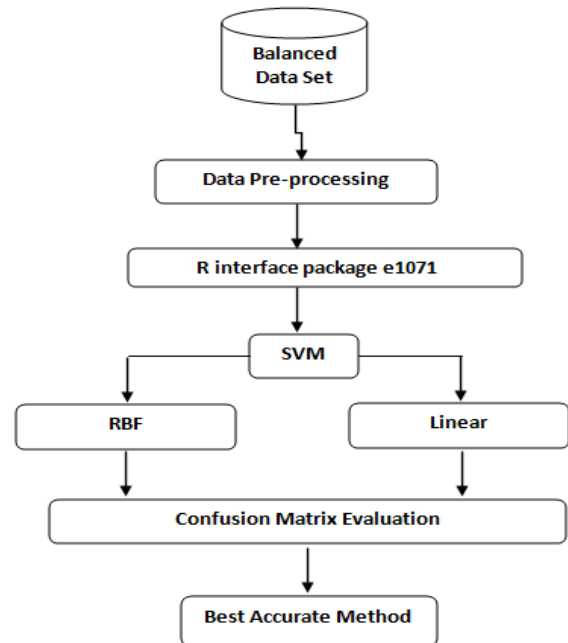 Balanced
Data Set
Data Pre-processing
R interface package e1071
SVM
RBF
Linear
Confusion Matrix Evaluation
Best Accurate Method